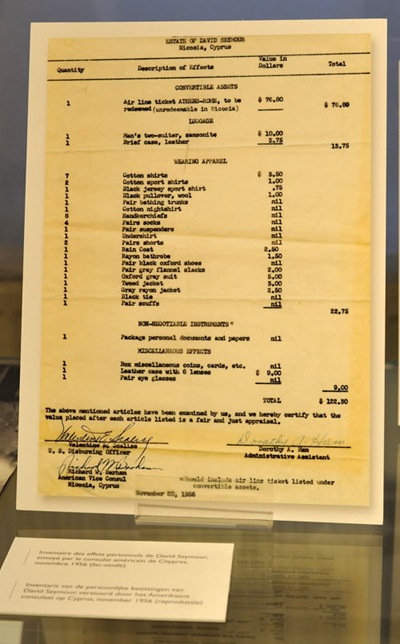 ESTATE OF DAVID SEYMOUR
Nicosia, Cyprus
Quantity Description of Effects Value in Dollars Total
CONVERTIBLE ASSETS
1 Air line ticket ATHENS-ROME, to be redeemed (unredeemable in Nicosia) $ 76.80 $ 76.80
LUGGAGE
1 Man's two-suiter, samsonite $ 10.00
1 Brief case, leather 3.75 13.75
WEARING APPAREL
7 Cotton shirts $ 3.50
2 Cotton sport shirts 1.00
1 Black jersey sport shirt .75
1 Black pullover, wool 1.00
1 Pair bathing trunks nil
1 Cotton nightshirt nil
8 Handkerchiefs nil
4 Pairs socks nil
1 Pair suspenders nil
1 Undershirt nil
2 Pairs shorts nil
1 Rain Coat 2.50
1 Rayon bathrobe 1.50
1 Pair black oxford shoes nil
1 Pair gray flannel slacks 2.00
1 Oxford gray suit 5.00
1 Tweed jacket 3.00
1 Gray rayon jacket 2.50
1 Black tie nil
1 Pair scuffs nil
22.75
NON-NEGOTIABLE INSTRUMENTS*
1 Package personal documents and papers nil
MISCELLANEOUS EFFECTS
1 Box miscellaneous coins, cards, etc. nil
1 Leather case with 6 lenses $ 9.00
1 Pair eye glasses nil
9.00
TOTAL $ 122.30
The above mentioned articles have been examined by us, and we hereby certify that the
value placed after each article listed is a fair and just appraisal.
Valentine E. Scalise
U. S. Disbursing Officer
Dorothy A. Ham
Administrative Assistant
Richard W. Barham
American Vice Consul
Nicosia, Cyprus
*Should include air line ticket listed under
convertible assets.
November 20, 1956
Inventaire des effets personnels de David Seymour,
envoyé par le consulat américain de Chypres,
novembre 1956 (fac-similé)
Inventaris van de persoonlijke bezittingen van
David Seymour, verstuurd door het Amerikaans
consulaat op Cyprus, november 1956 (reproductie)